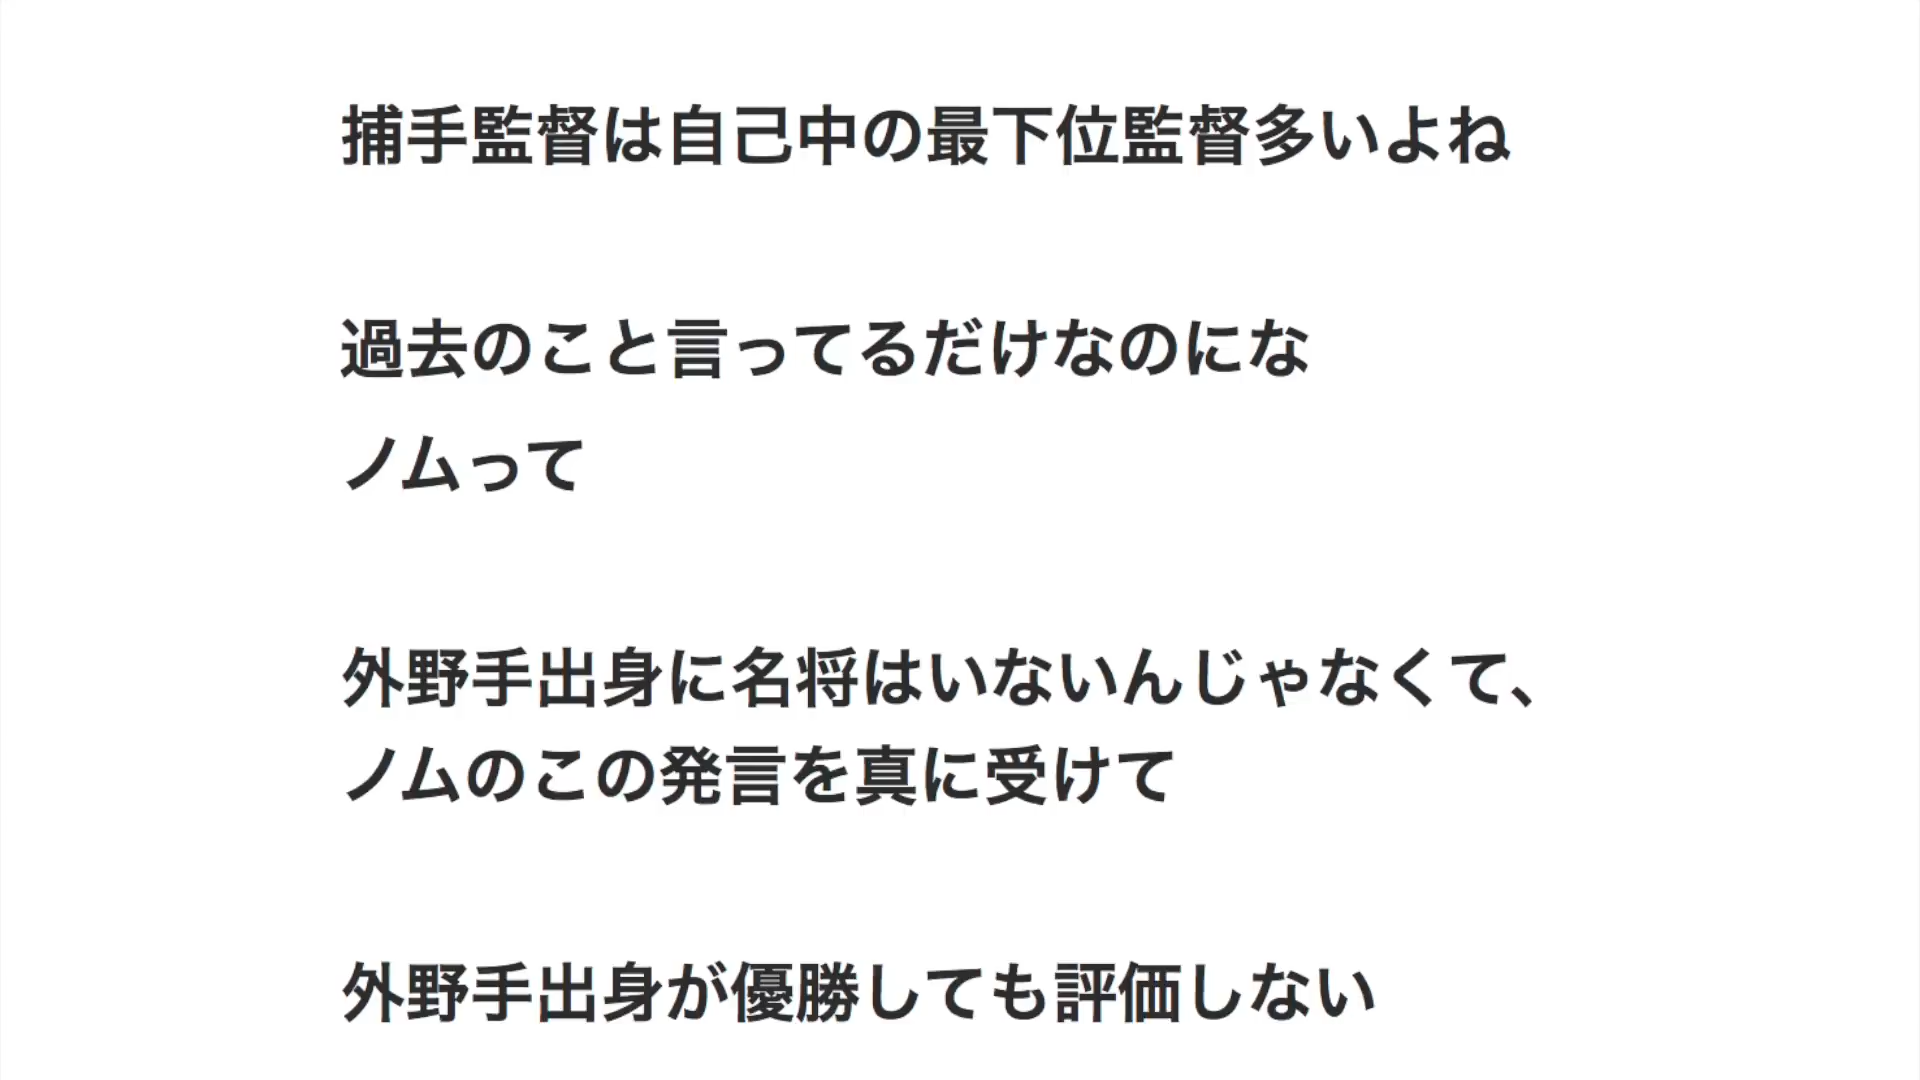 捕手監督は自己中の最下位監督多いよね
過去のこと言ってるだけなのにな
ノムって
外野手出身に名将はいないんじゃなくて、
ノムのこの発言を真に受けて
外野手出身が優勝しても評価しない